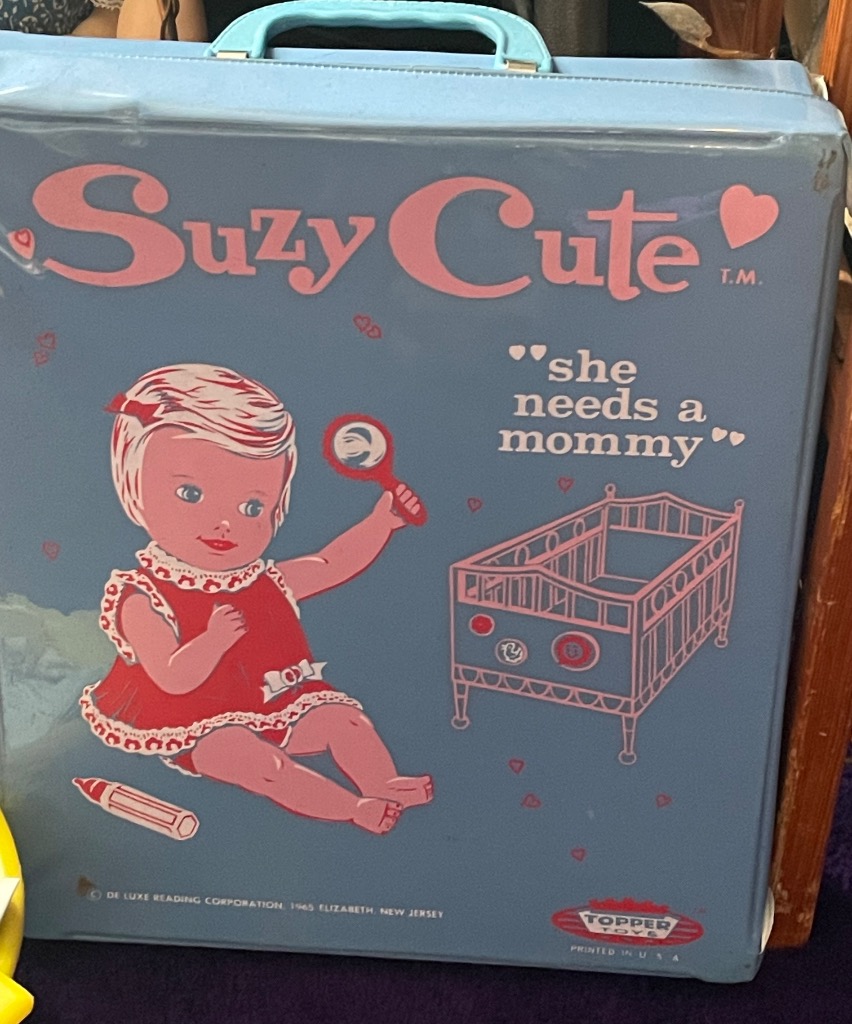 Suzy Cute
T.M.
"she
needs a
mommy"
© DE LUXE READING CORPORATION, 1965 ELIZABETH, NEW JERSEY
TOPPER
TOYS
PRINTED IN U. S. A.